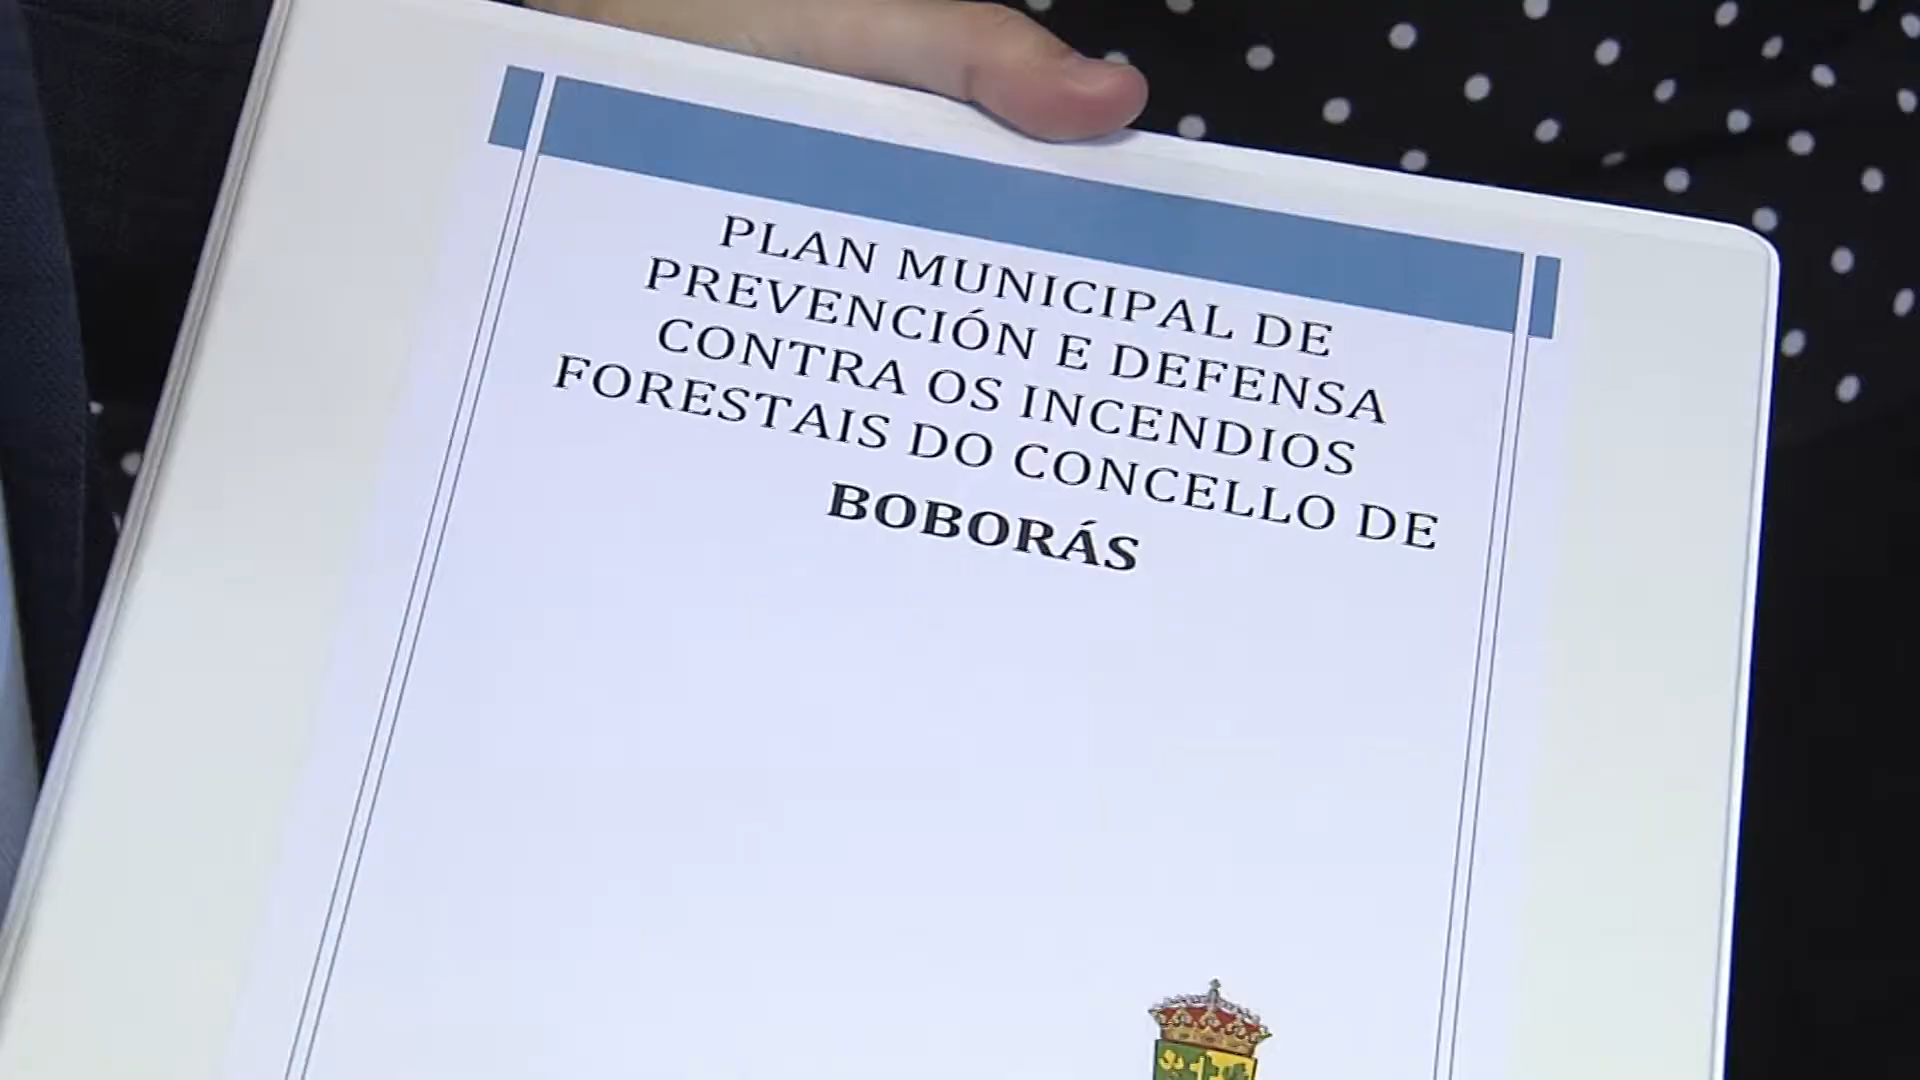 PLAN MUNICIPAL DE
PREVENCIÓN E DEFENSA
CONTRA OS INCENDIOS
FORESTAIS DO CONCELLO DE
BOBORÁS